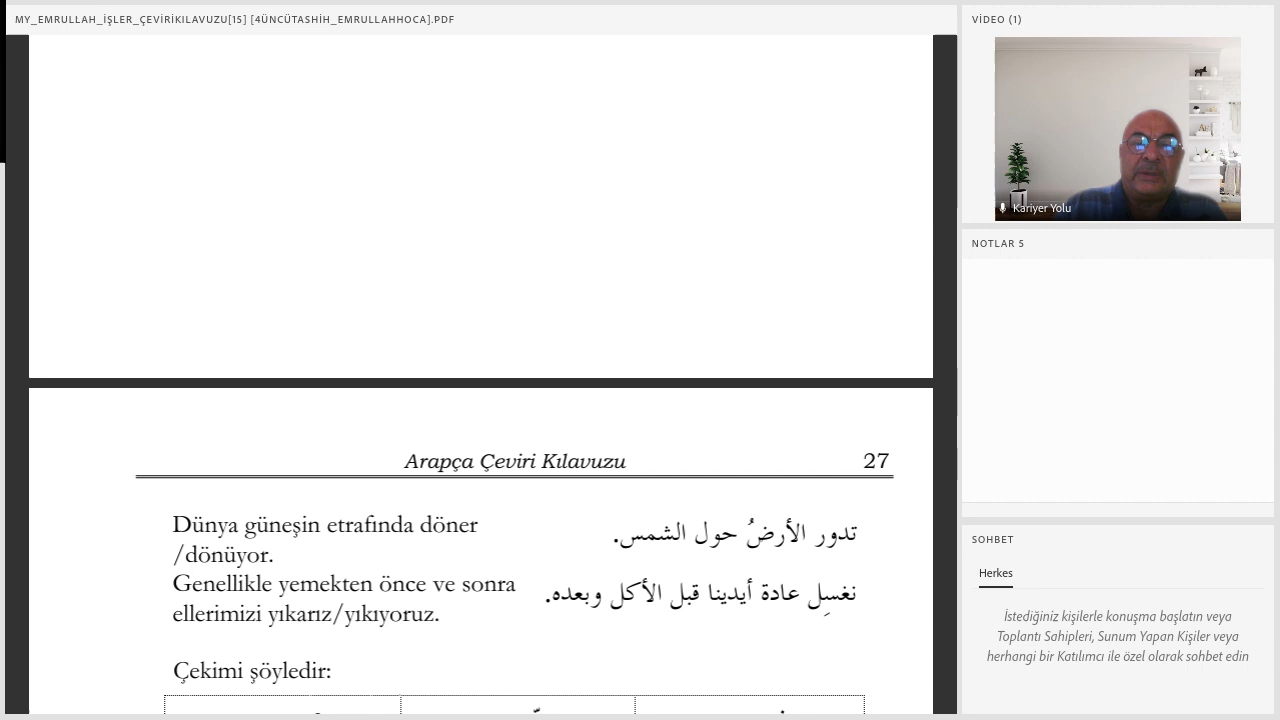 MY_EMRULLAH_İŞLER_ÇEVİRİKILAVUZU[15] [4ÜNCÜTASHİH_EMRULLAHHOCA].PDF
Arapça Çeviri Kılavuzu 27
Dünya güneşin etrafında döner
/dönüyor.
تدور الأرضُ حول الشمس.
Genellikle yemekten önce ve sonra
ellerimizi yıkarız/yıkıyoruz.
نغسِل عادة أيدينا قبل الأكل وبعده.
Çekimi şöyledir:
VİDEO (1)
Kariyer Yolu
NOTLAR 5
SOHBET
Herkes
İstediğiniz kişilerle konuşma başlatın veya
Toplantı Sahipleri, Sunum Yapan Kişiler veya
herhangi bir Katılımcı ile özel olarak sohbet edin